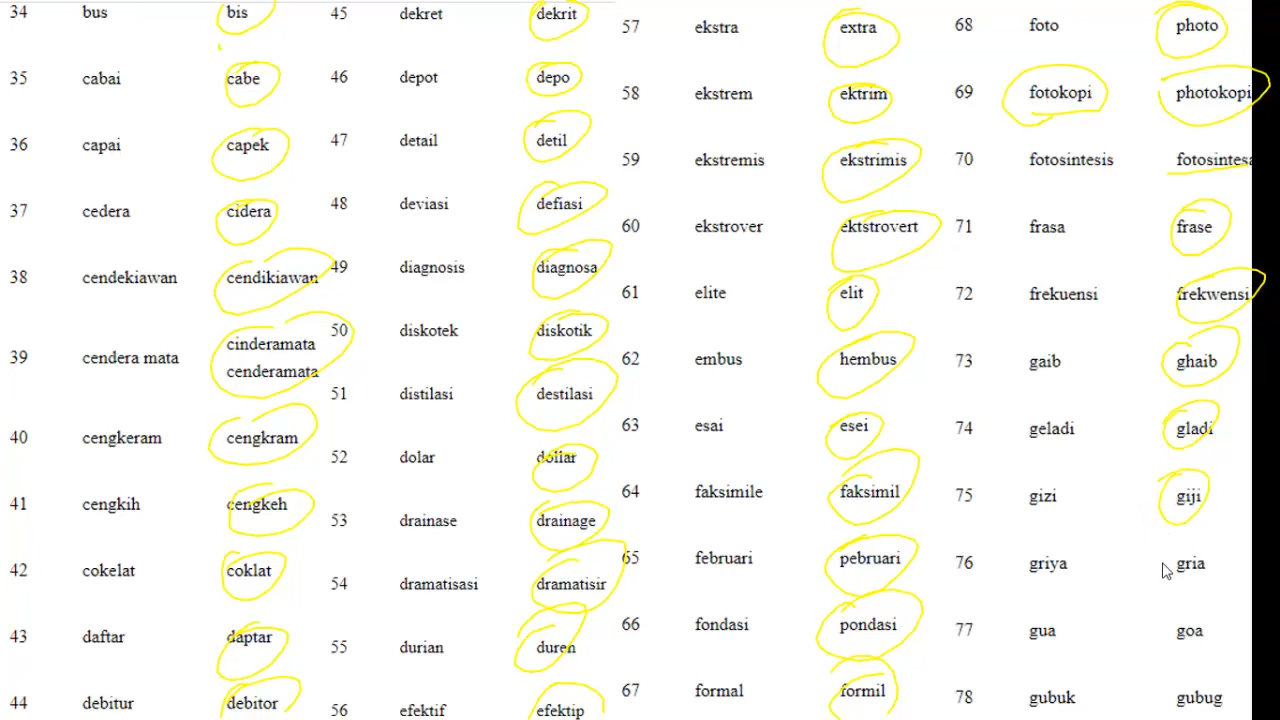 34 bus bis
35 cabai cabe
36 capai capek
37 cedera cidera
38 cendekiawan cendikiawan
39 cendera mata cinderamata
cenderamata
40 cengkeram cengkram
41 cengkih cengkeh
42 cokelat coklat
43 daftar daptar
44 debitur debitor
45 dekret dekrit
46 depot depo
47 detail detil
48 deviasi defiasi
49 diagnosis diagnosa
50 diskotek diskotik
51 distilasi destilasi
52 dolar dollar
53 drainase drainage
54 dramatisasi dramatisir
55 durian duren
56 efektif efektip
57 ekstra extra
58 ekstrem ektrim
59 ekstremis ekstrimis
60 ekstrover ektstrovert
61 elite elit
62 embus hembus
63 esai esei
64 faksimile faksimil
65 februari pebruari
66 fondasi pondasi
67 formal formil
68 foto photo
69 fotokopi photokopi
70 fotosintesis fotosintesa
71 frasa frase
72 frekuensi frekwensi
73 gaib ghaib
74 geladi gladi
75 gizi giji
76 griya gria
77 gua goa
78 gubuk gubug